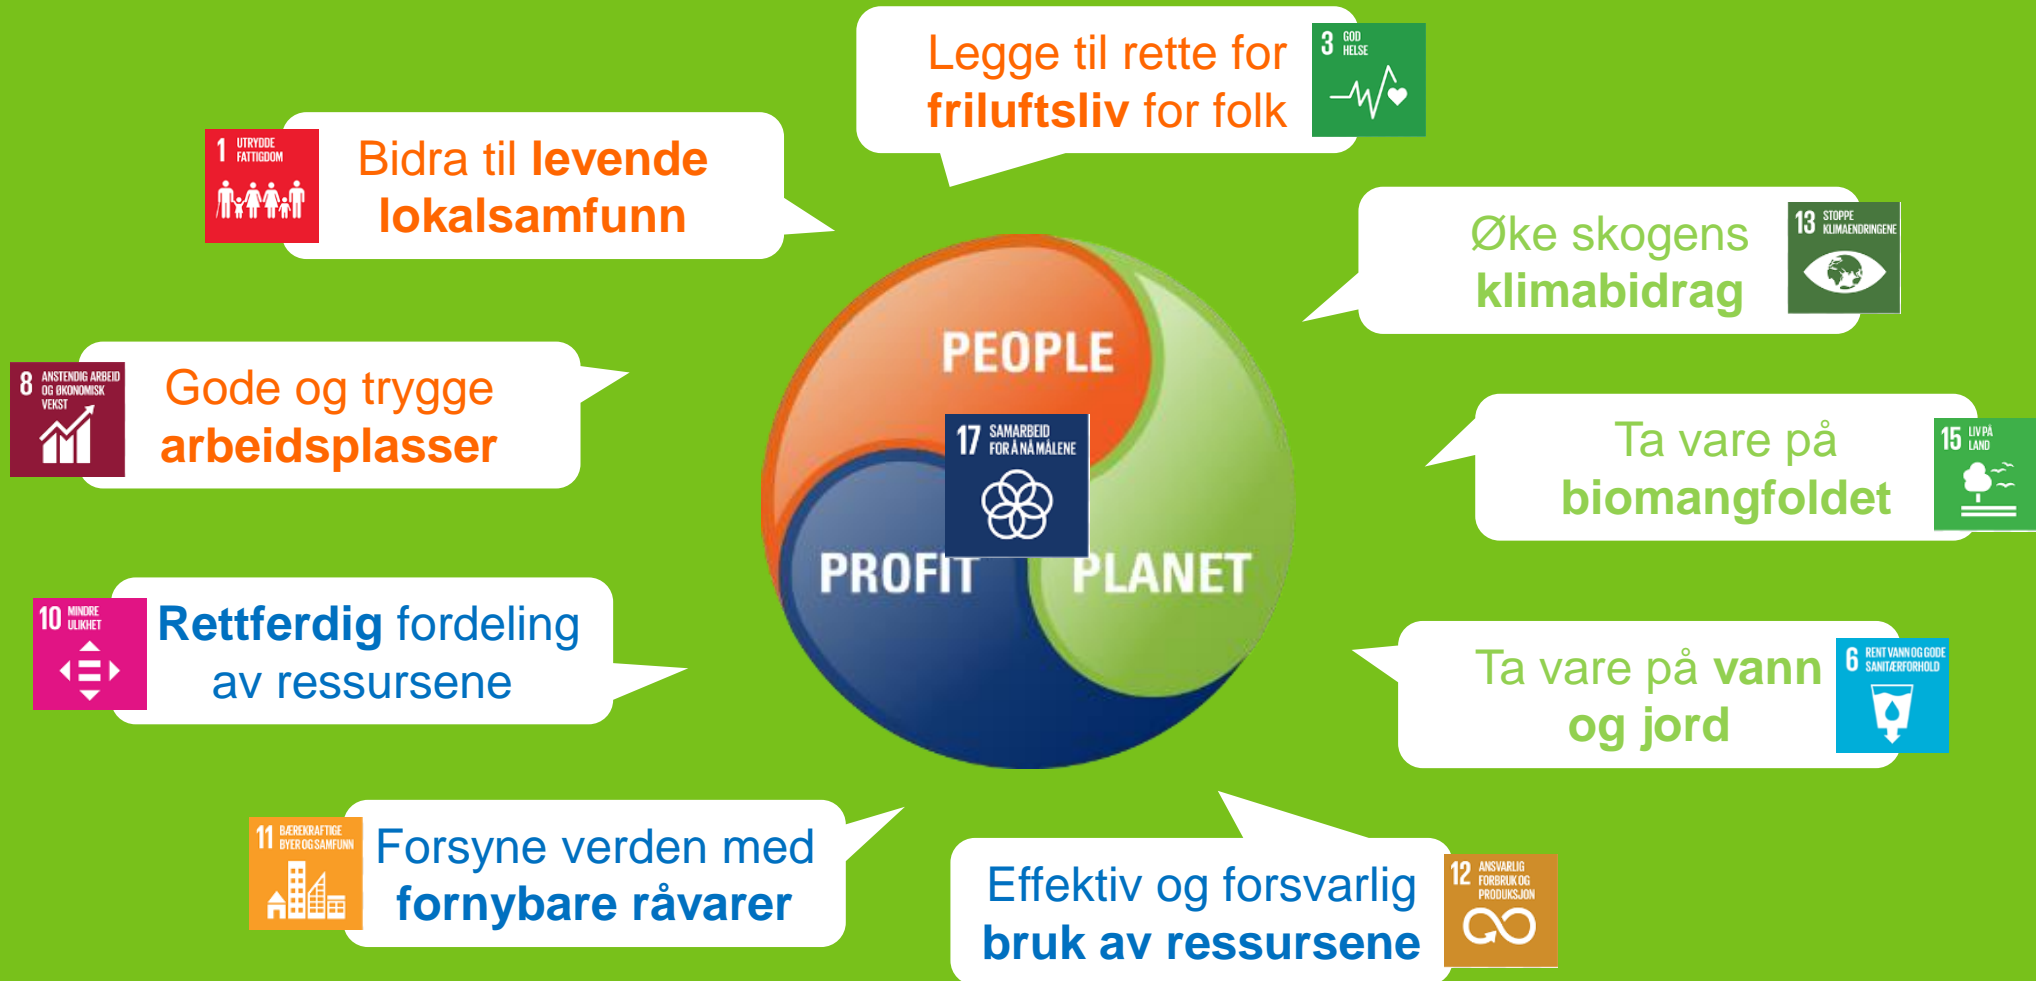 Legge til rette for
friluftsliv for folk
3 GOD
HELSE
1 UTRYDDE
FATTIGDOM
Bidra til levende
lokalsamfunn
Øke skogens
klimabidrag
13 STOPPE
KLIMAENDRINGENE
8 ANSTENDIG ARBEID
OG ØKONOMISK
VEKST
Gode og trygge
arbeidsplasser
PEOPLE
17 SAMARBEID
FOR Å NÅ MÅLENE
PROFIT
PLANET
Ta vare på
biomangfoldet
15 LIV PÅ
LAND
10 MINDRE
ULIKHET
Rettferdig fordeling
av ressursene
Ta vare på vann
og jord
6 RENT VANN OG GODE
SANITÆRFORHOLD
11 BÆREKRAFTIGE
BYER OG SAMFUNN
Forsyne verden med
fornybare råvarer
Effektiv og forsvarlig
bruk av ressursene
12 ANSVARLIG
FORBRUK OG
PRODUKSJON